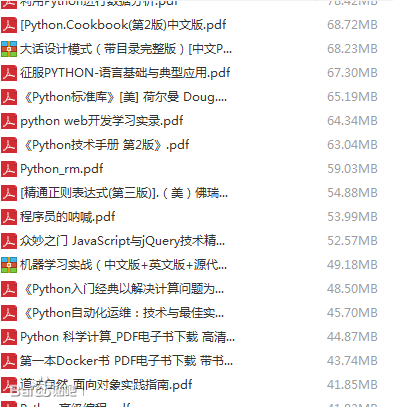 利用Python进行数据分析.pdf 78.42MB
[Python.Cookbook(第2版)中文版.pdf 68.72MB
大话设计模式（带目录完整版）[中文P... 68.23MB
征服PYTHON-语言基础与典型应用.pdf 67.30MB
《Python标准库》[美] 荷尔曼 Doug.... 65.19MB
python web开发学习实录.pdf 64.34MB
《Python技术手册 第2版》.pdf 63.04MB
Python_rm.pdf 59.03MB
[精通正则表达式(第三版)].（美）佛瑞... 54.88MB
程序员的呐喊.pdf 53.99MB
众妙之门 JavaScript与jQuery技术精... 52.57MB
机器学习实战（中文版+英文版+源代... 49.18MB
《Python入门经典以解决计算问题为... 48.50MB
《Python自动化运维：技术与最佳实... 45.70MB
Python 科学计算_PDF电子书下载 高清... 44.87MB
第一本Docker书 PDF电子书下载 带书... 43.74MB
道法自然-面向对象实践指南.pdf 41.85MB
Python 高级编程.pdf 41.83MB